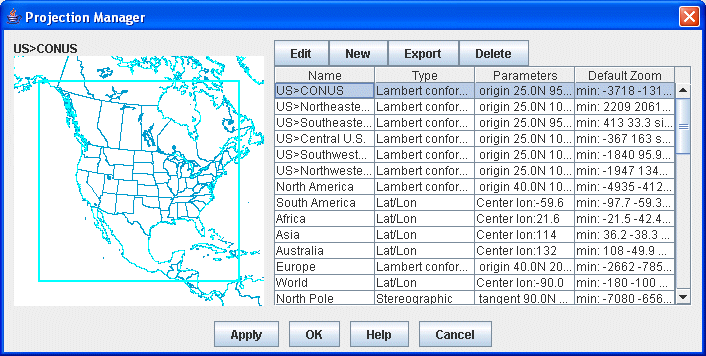 Projection Manager
US>CONUS
Edit New Export Delete
Name Type Parameters Default Zoom
US>CONUS Lambert confor... origin 25.0N 95... min: -3718 -131...
US>Northeaste... Lambert confor... origin 25.0N 10... min: 2209 2061...
US>Southeaste... Lambert confor... origin 25.0N 95... min: 413 33.3 si...
US>Central U.S. Lambert confor... origin 25.0N 10... min: -367 163 s...
US>Southwest... Lambert confor... origin 25.0N 10... min: -1840 95.9...
US>Northweste... Lambert confor... origin 25.0N 10... min: -1947 134...
North America Lambert confor... origin 40.0N 10... min: -4935 -412...
South America Lat/Lon Center lon:-59.6 min: -97.7 -59.3...
Africa Lat/Lon Center lon:21.6 min: -21.5 -42.4...
Asia Lat/Lon Center lon:114 min: 36.2 -38.3 ...
Australia Lat/Lon Center lon:132 min: 108 -49.9 ...
Europe Lambert confor... origin 40.0N 20... min: -2662 -785...
World Lat/Lon Center lon:-90.0 min: -180 -100 ...
North Pole Stereographic tangent 90.0N ... min: -7080 -656...
Apply OK Help Cancel